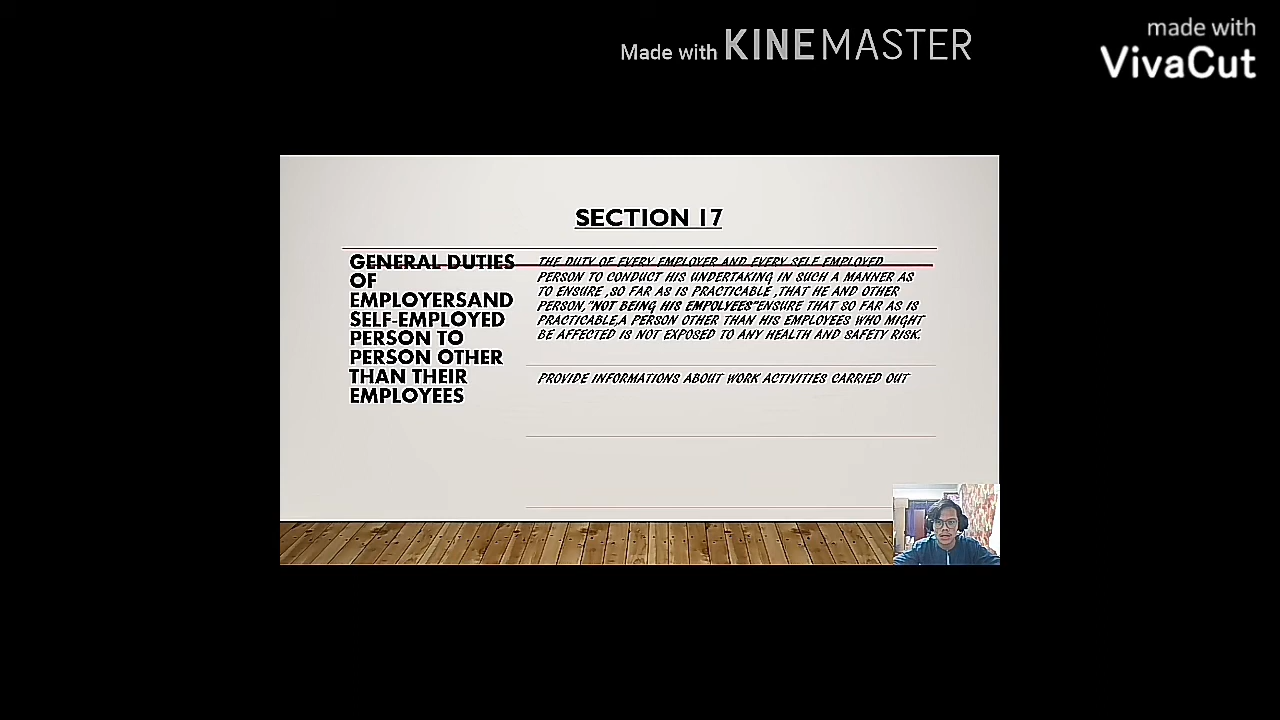 Made with KINEMASTER
made with
VivaCut
SECTION 17
GENERAL DUTIES
OF
EMPLOYERSAND
SELF-EMPLOYED
PERSON TO
PERSON OTHER
THAN THEIR
EMPLOYEES
THE DUTY OF EVERY EMPLOYER AND EVERY SELF EMPLOYED
PERSON TO CONDUCT HIS UNDERTAKING IN SUCH A MANNER AS
TO ENSURE ,SO FAR AS IS PRACTICABLE ,THAT HE AND OTHER
PERSON,"NOT BEING HIS EMPOLYEES"ENSURE THAT SO FAR AS IS
PRACTICABLE,A PERSON OTHER THAN HIS EMPLOYEES WHO MIGHT
BE AFFECTED IS NOT EXPOSED TO ANY HEALTH AND SAFETY RISK.
PROVIDE INFORMATIONS ABOUT WORK ACTIVITIES CARRIED OUT